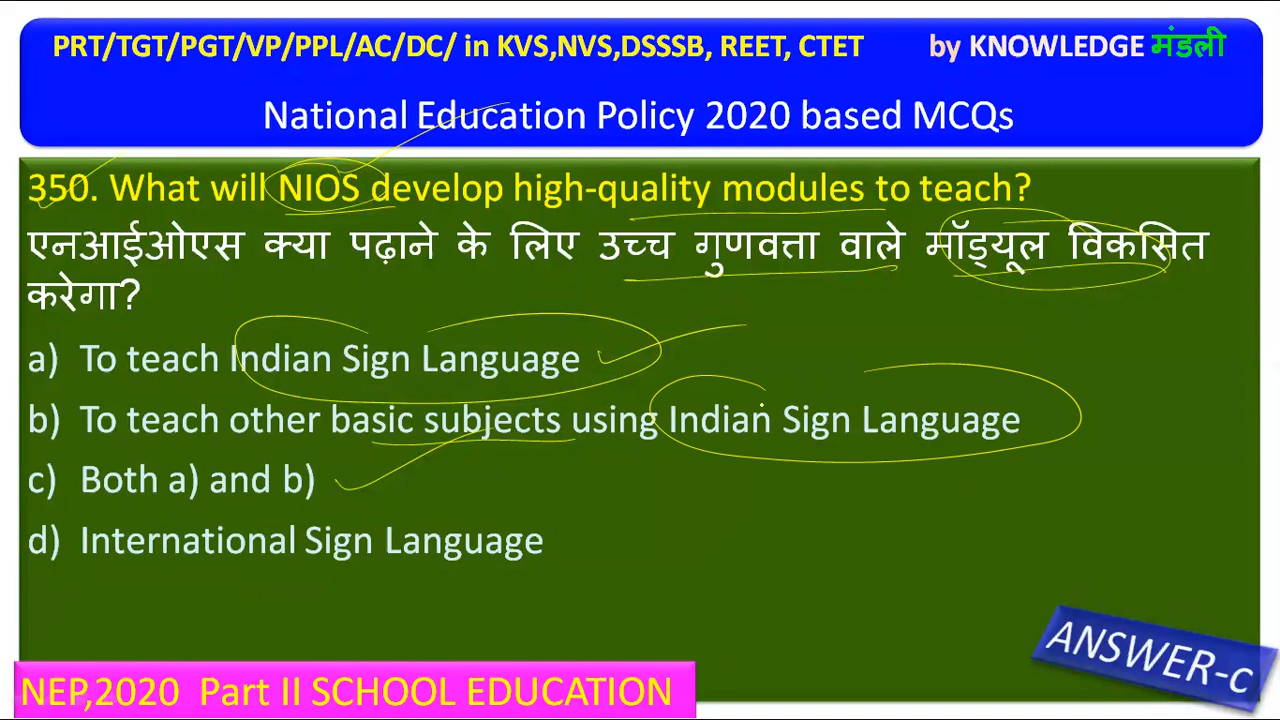 PRT/TGT/PGT/VP/PPL/AC/DC/ in KVS,NVS,DSSSB, REET, CTET by KNOWLEDGE मंडली
National Education Policy 2020 based MCQs
350. What will NIOS develop high-quality modules to teach?
एनआईओएस क्या पढ़ाने के लिए उच्च गुणवत्ता वाले मॉड्यूल विकसित
करेगा?
a) To teach Indian Sign Language
b) To teach other basic subjects using Indian Sign Language
c) Both a) and b)
d) International Sign Language
ANSWER-c
NEP,2020 Part II SCHOOL EDUCATION